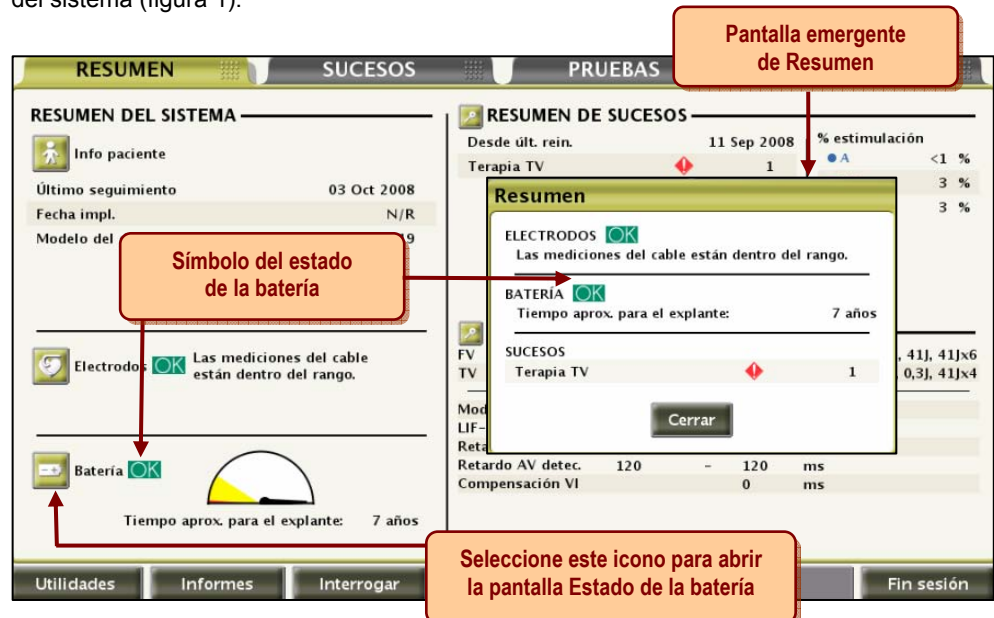 del sistema (figura 1).
Pantalla emergente
de Resumen
RESUMEN
SUCESOS
PRUEBAS
RESUMEN DEL SISTEMA
Info paciente
Último seguimiento 03 Oct 2008
Fecha impl. N/R
Modelo del
Símbolo del estado
de la batería
Electrodos OK Las mediciones del cable
están dentro del rango.
Batería OK
Tiempo aprox. para el explante: 7 años
RESUMEN DE SUCESOS
Desde últ. rein. 11 Sep 2008
Terapia TV 1
% estimulación
A <1 %
3 %
3 %
Resumen
ELECTRODOS OK
Las mediciones del cable están dentro del rango.
BATERÍA OK
Tiempo aprox. para el explante: 7 años
SUCESOS
Terapia TV 1
Cerrar
FV , 41J, 41Jx6
TV 0,3J, 41Jx4
Mod
LIF-
Reta
Retardo AV detec. 120 - 120 ms
Compensación VI 0 ms
Seleccione este icono para abrir
la pantalla Estado de la batería
Utilidades
Informes
Interrogar
Fin sesión